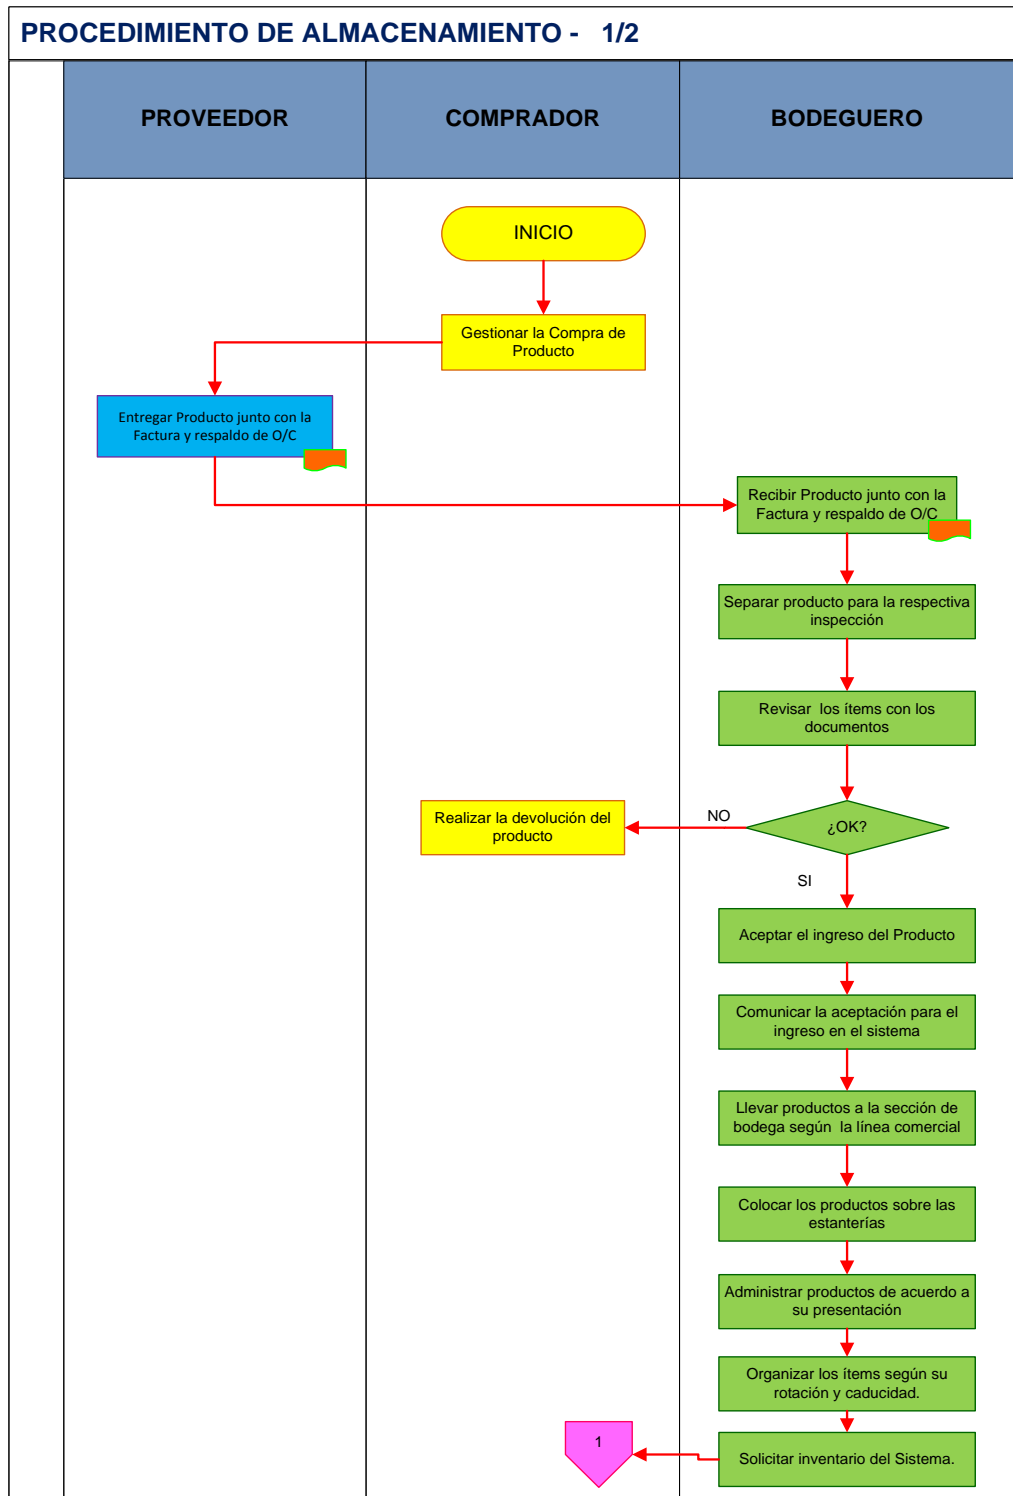 PROCEDIMIENTO DE ALMACENAMIENTO - 1/2
PROVEEDOR
COMPRADOR
BODEGUERO
INICIO
Gestionar la Compra de
Producto
Entregar Producto junto con la
Factura y respaldo de O/C
Recibir Producto junto con la
Factura y respaldo de O/C
Separar producto para la respectiva
inspección
Revisar los ítems con los
documentos
¿OK?
NO
Realizar la devolución del
producto
SI
Aceptar el ingreso del Producto
Comunicar la aceptación para el
ingreso en el sistema
Llevar productos a la sección de
bodega según la línea comercial
Colocar los productos sobre las
estanterías
Administrar productos de acuerdo a
su presentación
Organizar los ítems según su
rotación y caducidad.
Solicitar inventario del Sistema.
1